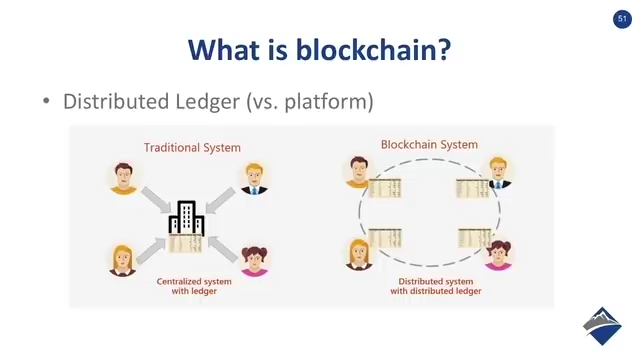 51
What is blockchain?
• Distributed Ledger (vs. platform)
Traditional System
Blockchain System
Centralized system
with ledger
Distributed system
with distributed ledger